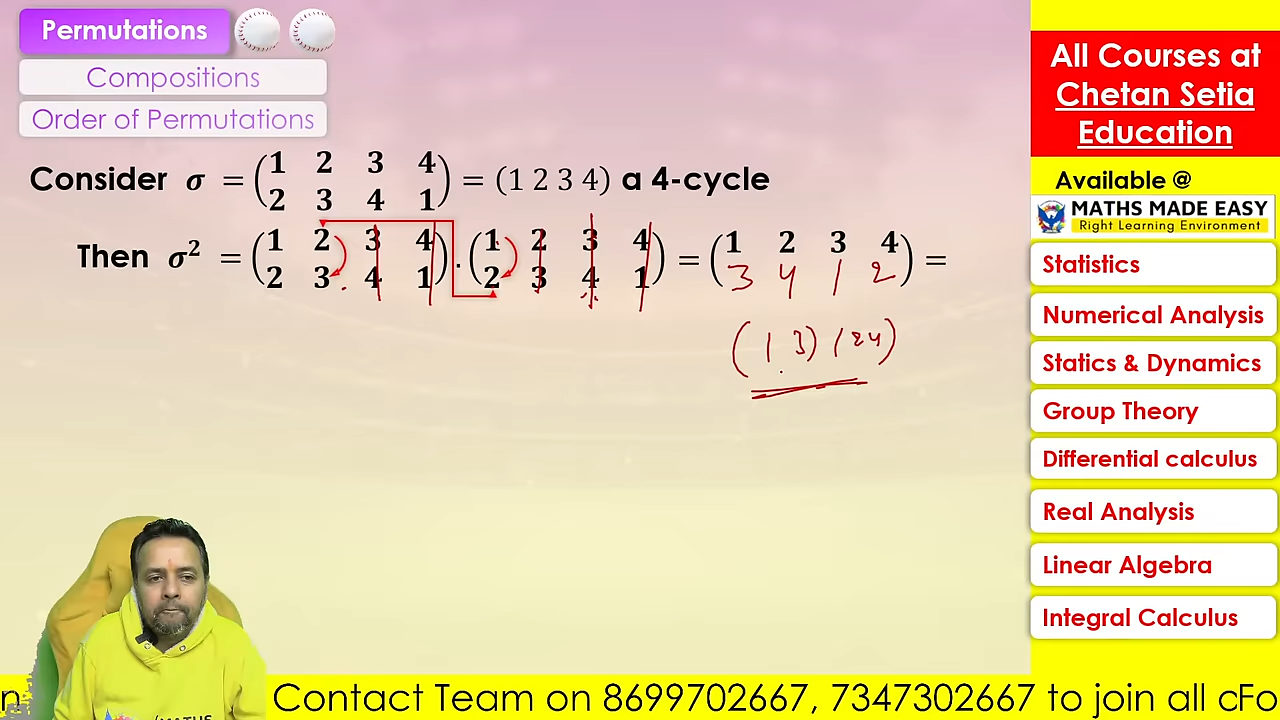 Permutations
Compositions
Order of Permutations
Consider σ = (1 2 3 4 / 2 3 4 1) = (1 2 3 4) a 4-cycle
Then σ² = (1 2 3 4 / 2 3 4 1) . (1 2 3 4 / 2 3 4 1) = (1 2 3 4 / 3 4 1 2) =
(1 3) (24)
All Courses at
Chetan Setia
Education
Available @
MATHS MADE EASY
Right Learning Environment
Statistics
Numerical Analysis
Statics & Dynamics
Group Theory
Differential calculus
Real Analysis
Linear Algebra
Integral Calculus
n
Contact Team on 8699702667, 7347302667 to join all cFo